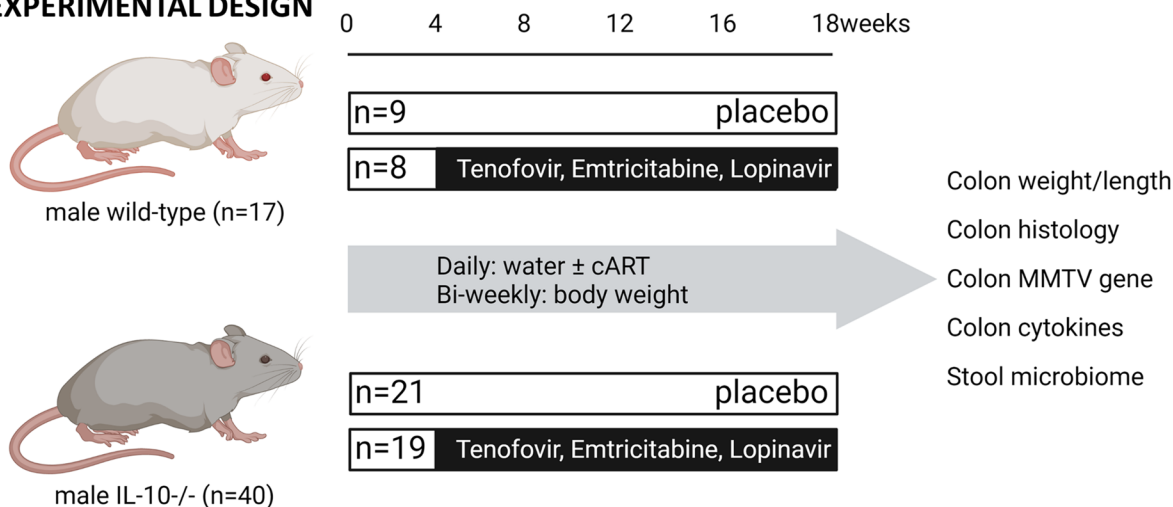 EXPERIMENTAL DESIGN
0 4 8 12 16 18weeks
n=9 placebo
n=8 Tenofovir, Emtricitabine, Lopinavir
male wild-type (n=17)
Daily: water ± cART
Bi-weekly: body weight
n=21 placebo
n=19 Tenofovir, Emtricitabine, Lopinavir
male IL-10-/- (n=40)
Colon weight/length
Colon histology
Colon MMTV gene
Colon cytokines
Stool microbiome